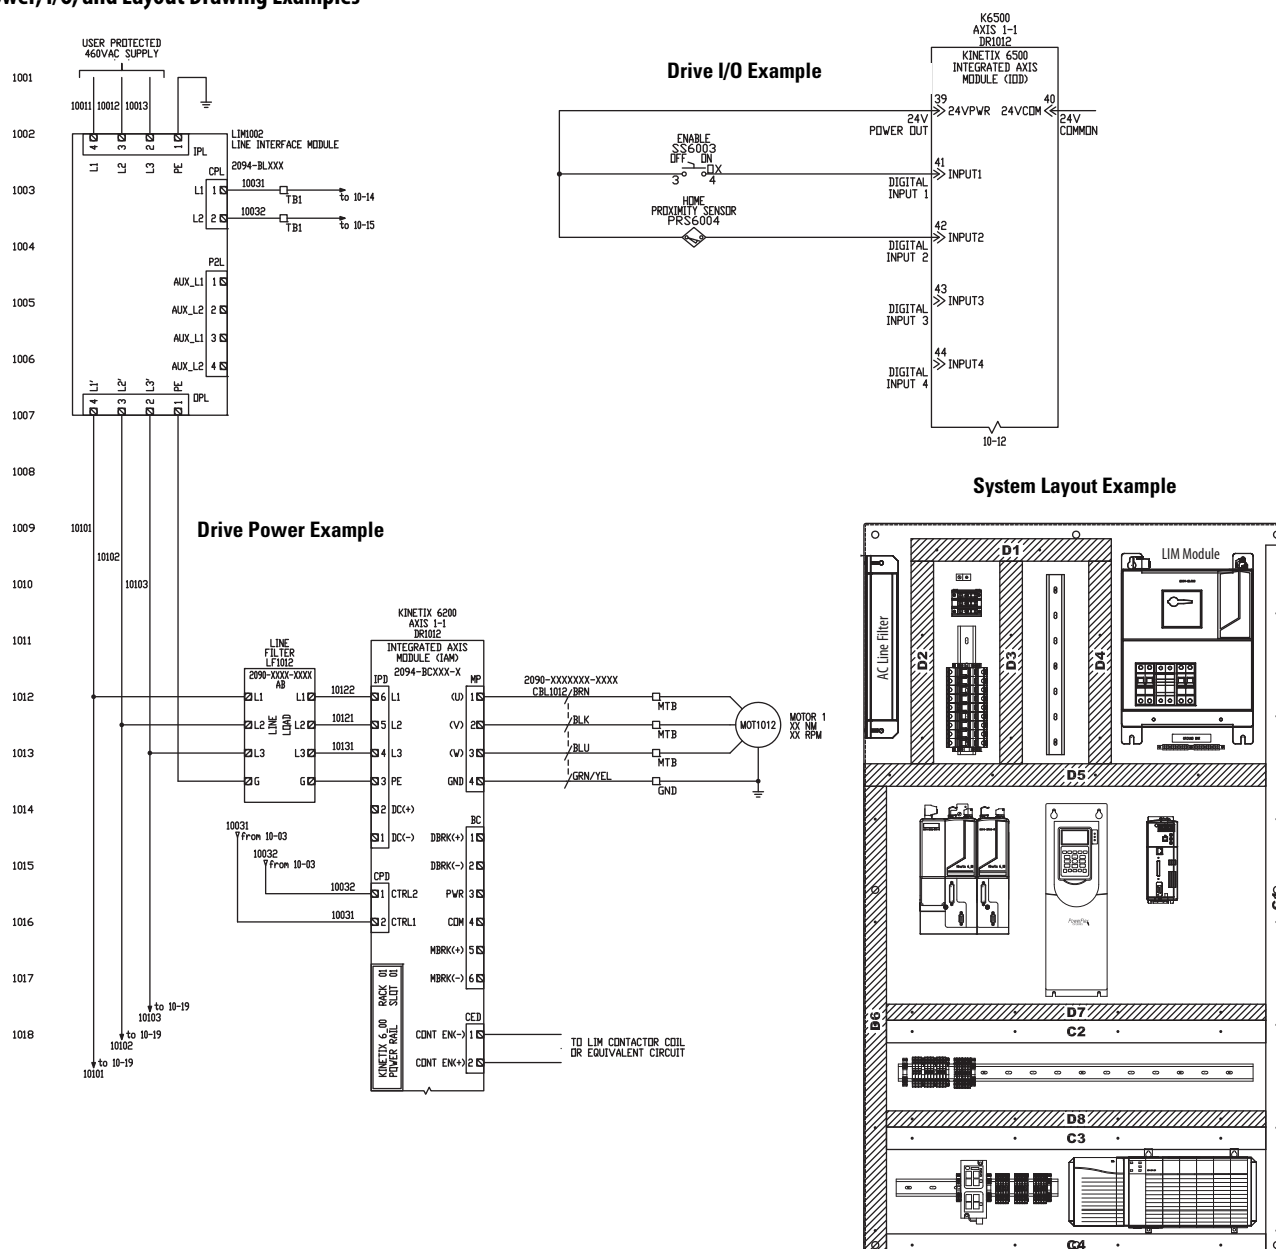 ower, I/O, and Layout Drawing Examples
USER PROTECTED
460VAC SUPPLY
1001
10011
10012
10013
1002
4
3
2
1
IPL
L1
L2
L3
PE
LIM1002
LINE INTERFACE MODULE
2094-BLXXX
CPL
1003
L1 1
10031
TB1
to 10-14
L2 2
10032
TB1
to 10-15
1004
P2L
AUX_L1 1
1005
AUX_L2 2
AUX_L1 3
1006
AUX_L2 4
L1'
L2'
L3'
PE
OPL
4
3
2
1
1007
1008
1009
10101
Drive Power Example
10102
1010
10103
1011
LINE
FILTER
LF1012
2090-XXXX-XXXX
AB
KINETIX 6200
AXIS 1-1
DR1012
INTEGRATED AXIS
MODULE (IAM)
2094-BCXXX-X
IPD
MP
1012
L1
L1
10122
6 L1
(U) 1
2090-XXXXXXX-XXXX
CBL1012
BRN
MTB
L2
LINE
LOAD
L2
10121
5 L2
(V) 2
BLK
MTB
MOT1012
MOTOR 1
XX NM
XX RPM
1013
L3
L3
10131
4 L3
(W) 3
BLU
MTB
G
G
3 PE
GND 4
GRN/YEL
GND
1014
2 DC(+)
BC
10031
from 10-03
1 DC(-)
DBRK(+) 1
1015
10032
from 10-03
DBRK(-) 2
CPD
10032
1 CTRL2
PWR 3
1016
10031
2 CTRL1
COM 4
MBRK(+) 5
1017
MBRK(-) 6
KINETIX 6_00
POWER RAIL
RACK 01
SLOT 01
CED
to 10-19
10103
1018
to 10-19
10102
CONT EN(-) 1
CONT EN(+) 2
TO LIM CONTACTOR COIL
OR EQUIVALENT CIRCUIT
to 10-19
10101
Drive I/O Example
K6500
AXIS 1-1
DR1012
KINETIX 6500
INTEGRATED AXIS
MODULE (IOD)
39
24VPWR
24VCOM
40
24V
POWER OUT
24V
COMMON
ENABLE
SS6003
OFF ON
OX
3 4
41
INPUT1
DIGITAL
INPUT 1
HOME
PROXIMITY SENSOR
PRS6004
42
INPUT2
DIGITAL
INPUT 2
43
INPUT3
DIGITAL
INPUT 3
44
INPUT4
DIGITAL
INPUT 4
10-12
System Layout Example
D1
LIM Module
AC Line Filter
D2
D3
D4
D5
PowerFlex
D6
D7
C2
D8
C3
C4